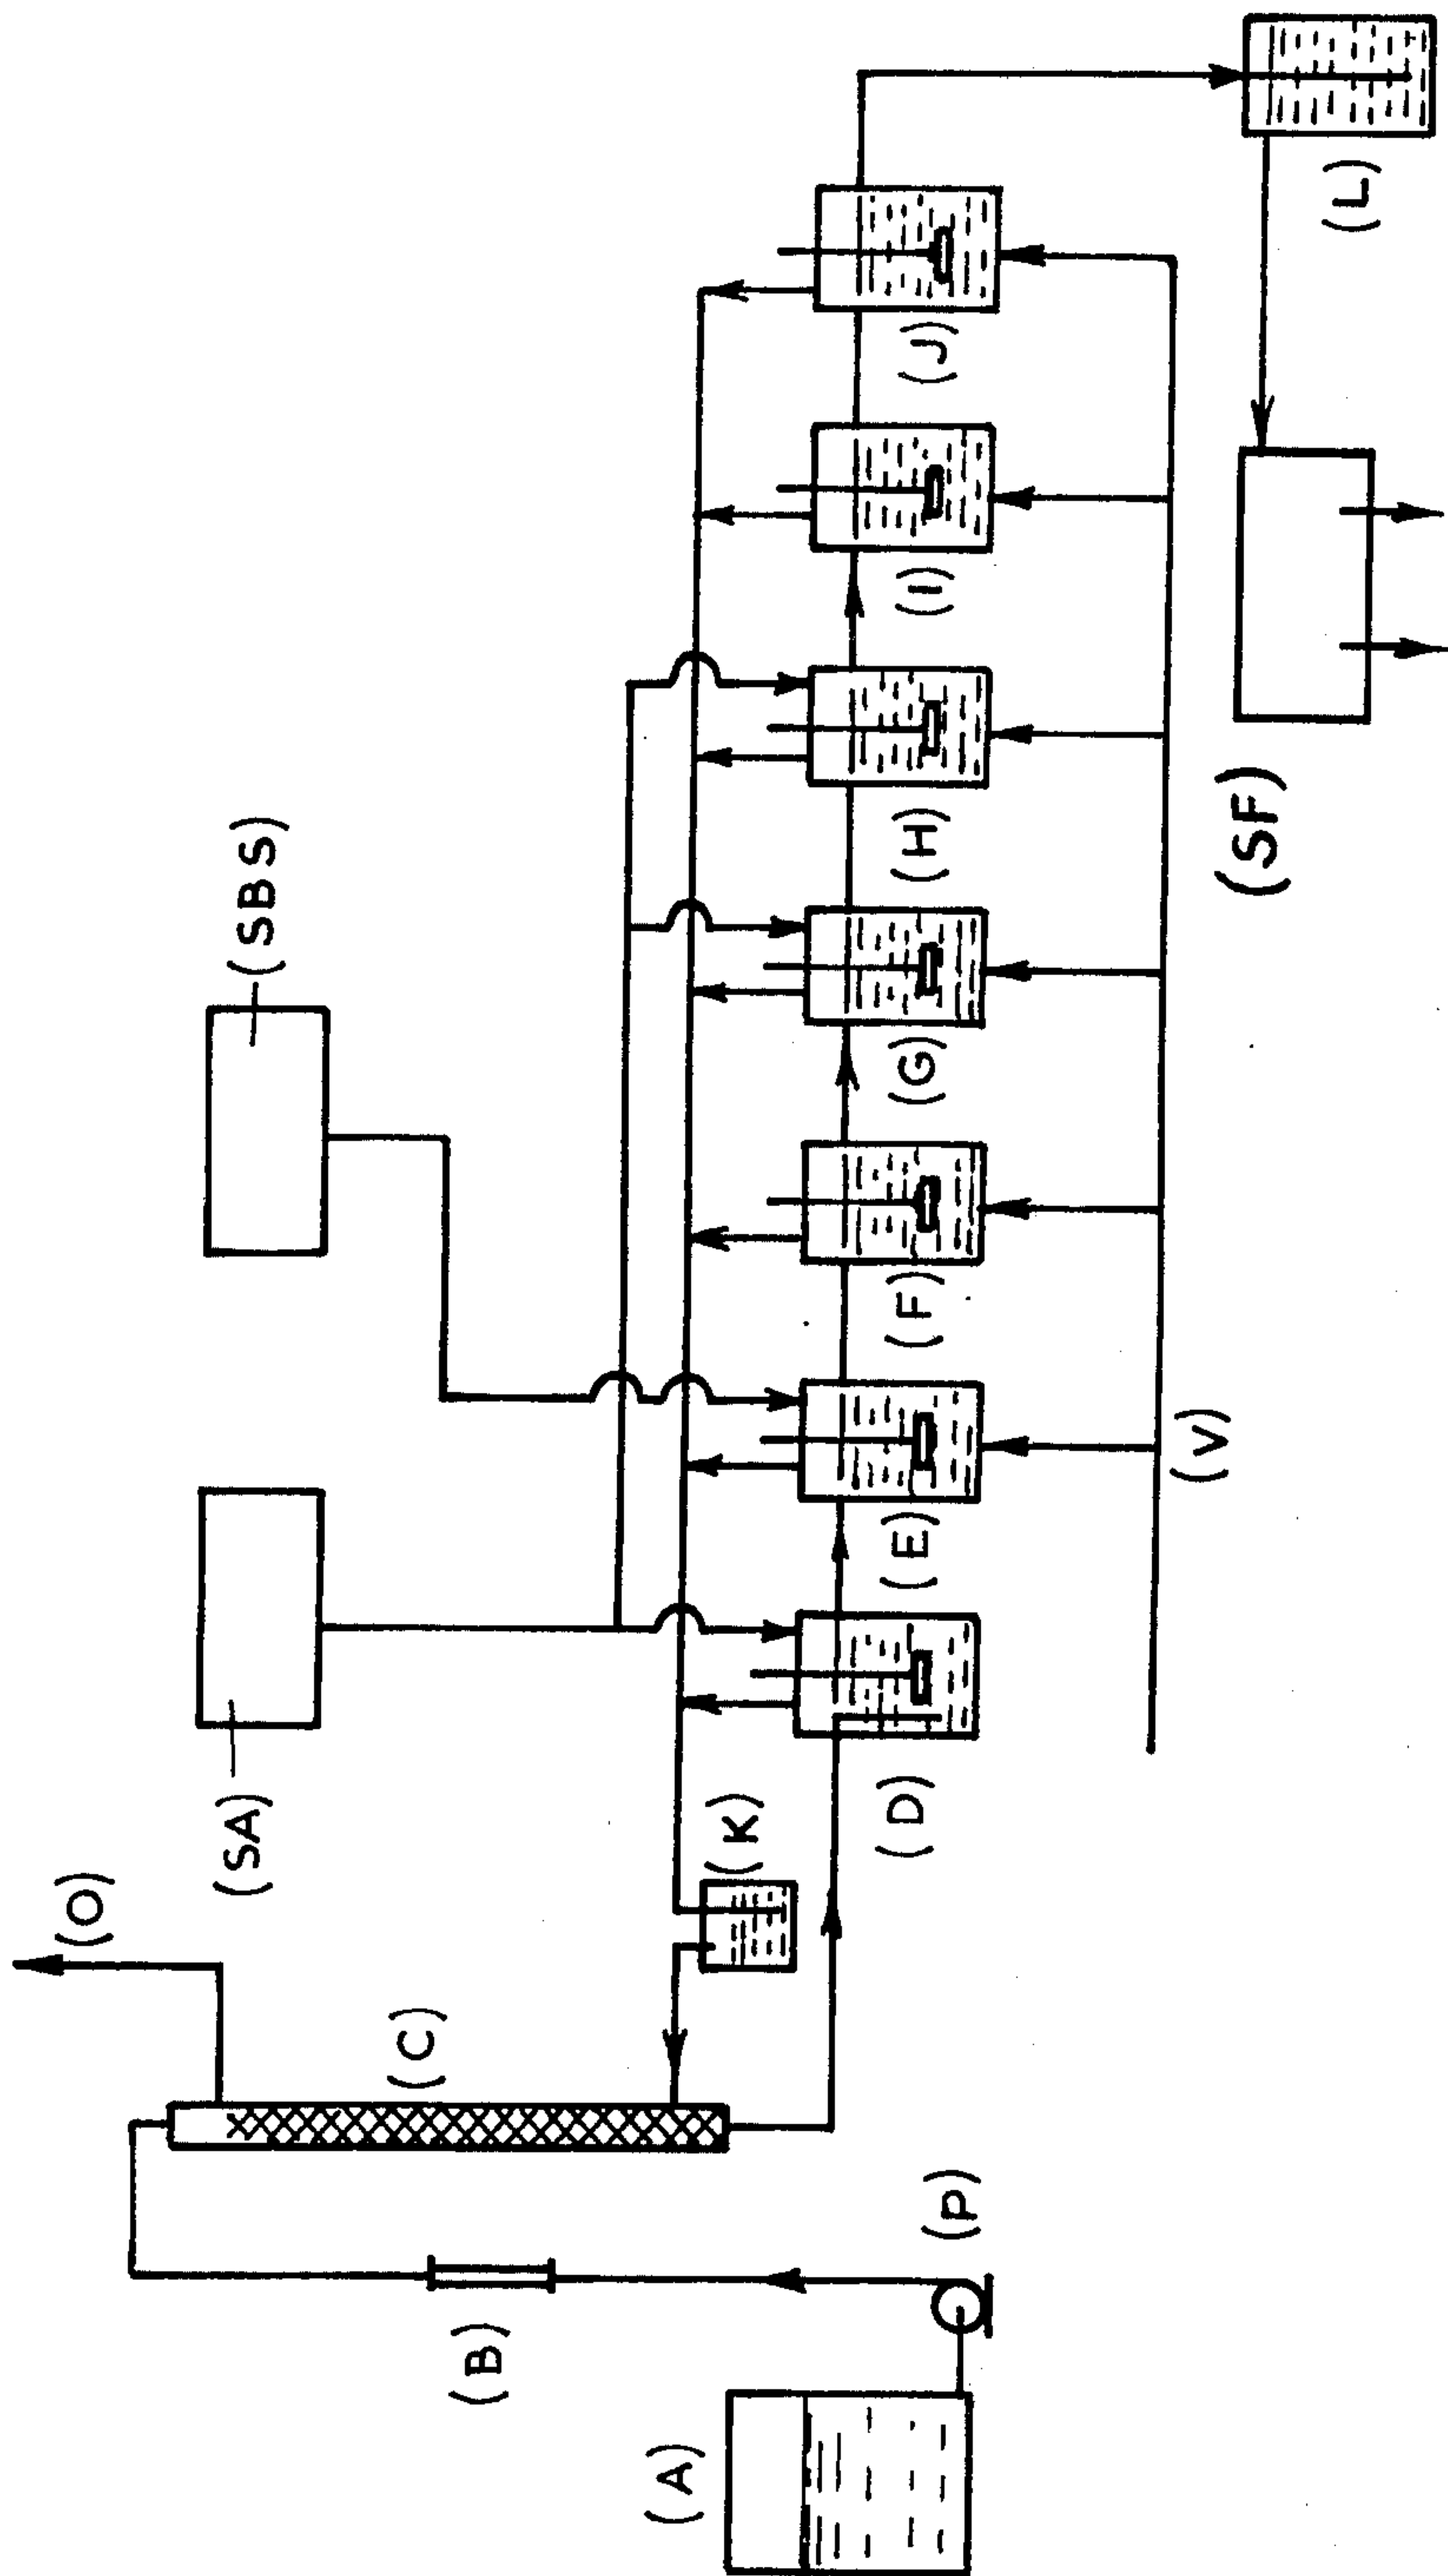 (O)
(SA)
(SBS)
(C)
(B)
(K)
(A)
(P)
(D)
(E)
(F)
(G)
(H)
(I)
(J)
(V)
(SF)
(L)